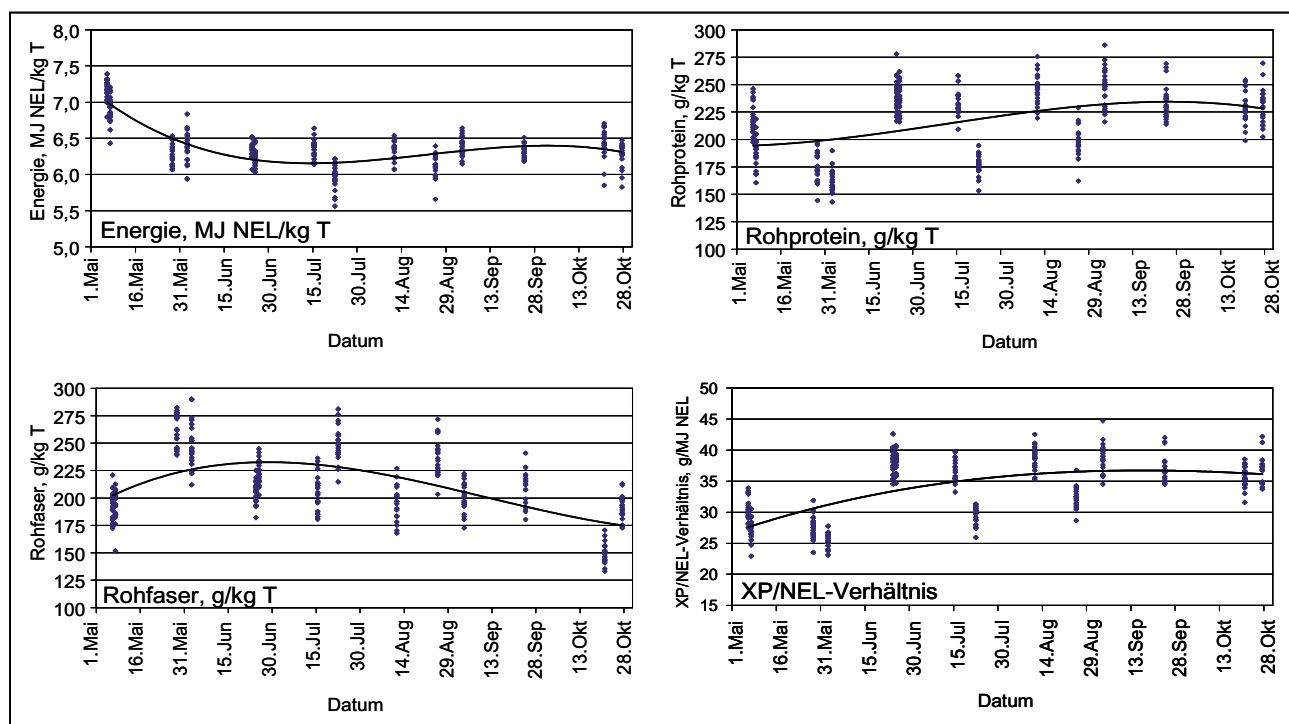 Energie, MJ NEL/kg T
8,0
7,5
7,0
6,5
6,0
5,5
5,0
Energie, MJ NEL/kg T
1.Mai
16.Mai
31.Mai
15.Jun
30.Jun
15.Jul
30.Jul
14.Aug
29.Aug
13.Sep
28.Sep
13.Okt
28.Okt
Datum
Rohprotein, g/kg T
300
275
250
225
200
175
150
125
100
Rohprotein, g/kg T
1.Mai
16.Mai
31.Mai
15.Jun
30.Jun
15.Jul
30.Jul
14.Aug
29.Aug
13.Sep
28.Sep
13.Okt
28.Okt
Datum
Rohfaser, g/kg T
300
275
250
225
200
175
150
125
100
Rohfaser, g/kg T
1.Mai
16.Mai
31.Mai
15.Jun
30.Jun
15.Jul
30.Jul
14.Aug
29.Aug
13.Sep
28.Sep
13.Okt
28.Okt
Datum
XP/NEL-Verhältnis, g/MJ NEL
50
45
40
35
30
25
20
15
XP/NEL-Verhältnis
1.Mai
16.Mai
31.Mai
15.Jun
30.Jun
15.Jul
30.Jul
14.Aug
29.Aug
13.Sep
28.Sep
13.Okt
28.Okt
Datum